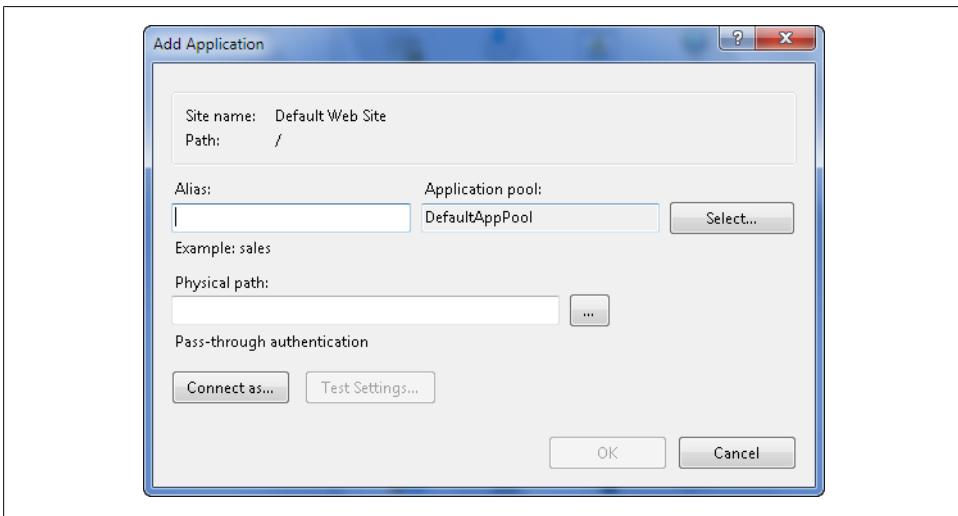 Add Application
Site name: Default Web Site
Path: /
Alias: Application pool:
DefaultAppPool Select...
Example: sales
Physical path:
...
Pass-through authentication
Connect as... Test Settings...
OK Cancel